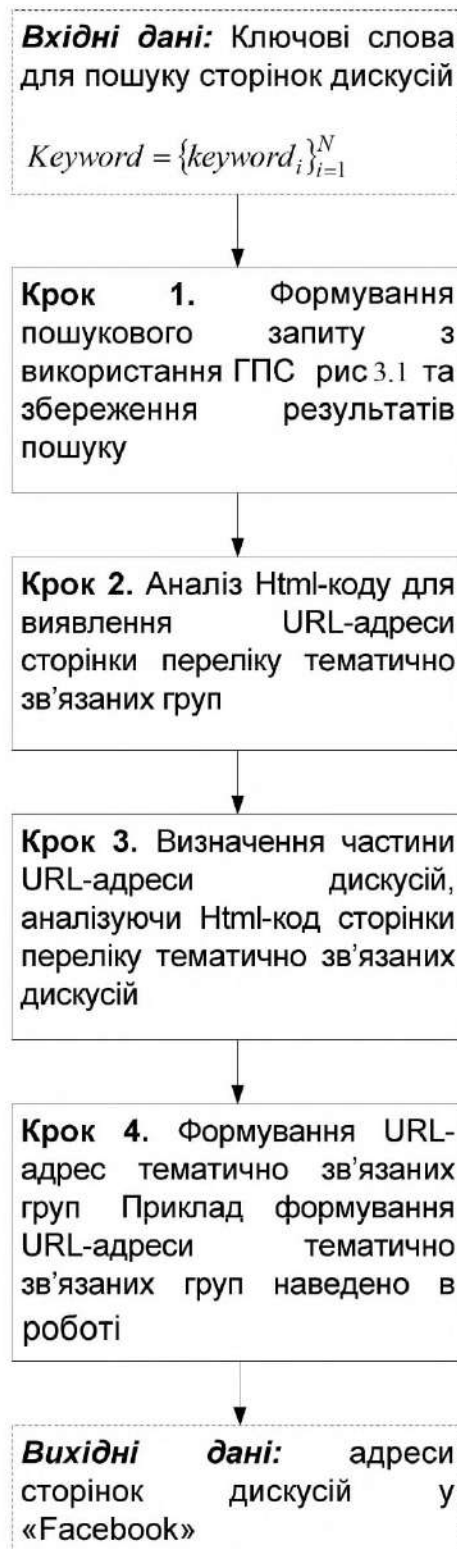 Вхідні дані: Ключові слова
для пошуку сторінок дискусій
Keyword = {keyword_i}_{i=1}^{N}
Крок 1. Формування
пошукового запиту з
використання ГПС рис 3.1 та
збереження результатів
пошуку
Крок 2. Аналіз Html-коду для
виявлення URL-адреси
сторінки переліку тематично
зв’язаних груп
Крок 3. Визначення частини
URL-адреси дискусій,
аналізуючи Html-код сторінки
переліку тематично зв’язаних
дискусій
Крок 4. Формування URL-
адрес тематично зв’язаних
груп Приклад формування
URL-адреси тематично
зв’язаних груп наведено в
роботі
Вихідні дані: адреси
сторінок дискусій у
«Facebook»